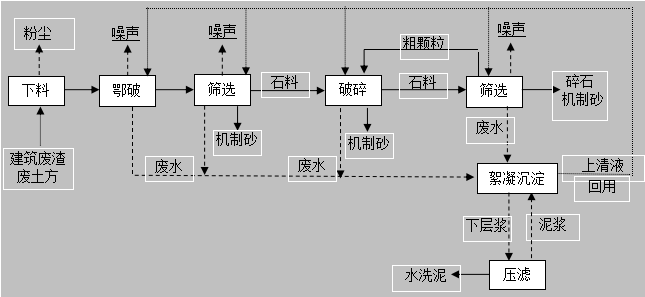 粉尘
噪声
噪声
噪声
粗颗粒
下料
鄂破
筛选
石料
破碎
石料
筛选
碎石
机制砂
机制砂
机制砂
废水
建筑废渣
废土方
废水
废水
絮凝沉淀
上清液
回用
下层浆
泥浆
水洗泥
压滤